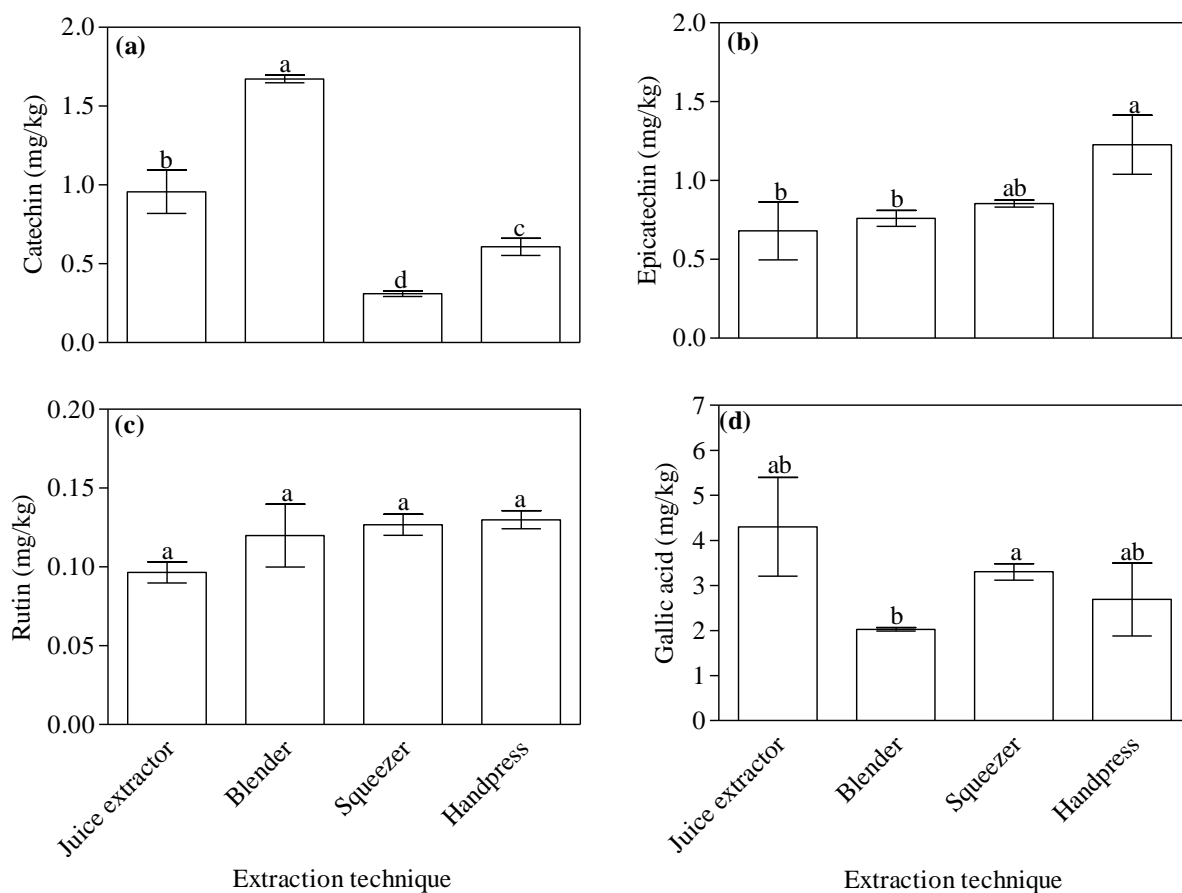 (a)
Catechin (mg/kg)
2.0
1.5
1.0
0.5
0.0
b
a
d
c
(b)
Epicatechin (mg/kg)
2.0
1.5
1.0
0.5
0.0
b
b
ab
a
(c)
Rutin (mg/kg)
0.20
0.15
0.10
0.05
0.00
a
a
a
a
Juice extractor
Blender
Squeezer
Handpress
Extraction technique
(d)
Gallic acid (mg/kg)
7
6
5
4
3
2
1
0
ab
b
a
ab
Juice extractor
Blender
Squeezer
Handpress
Extraction technique